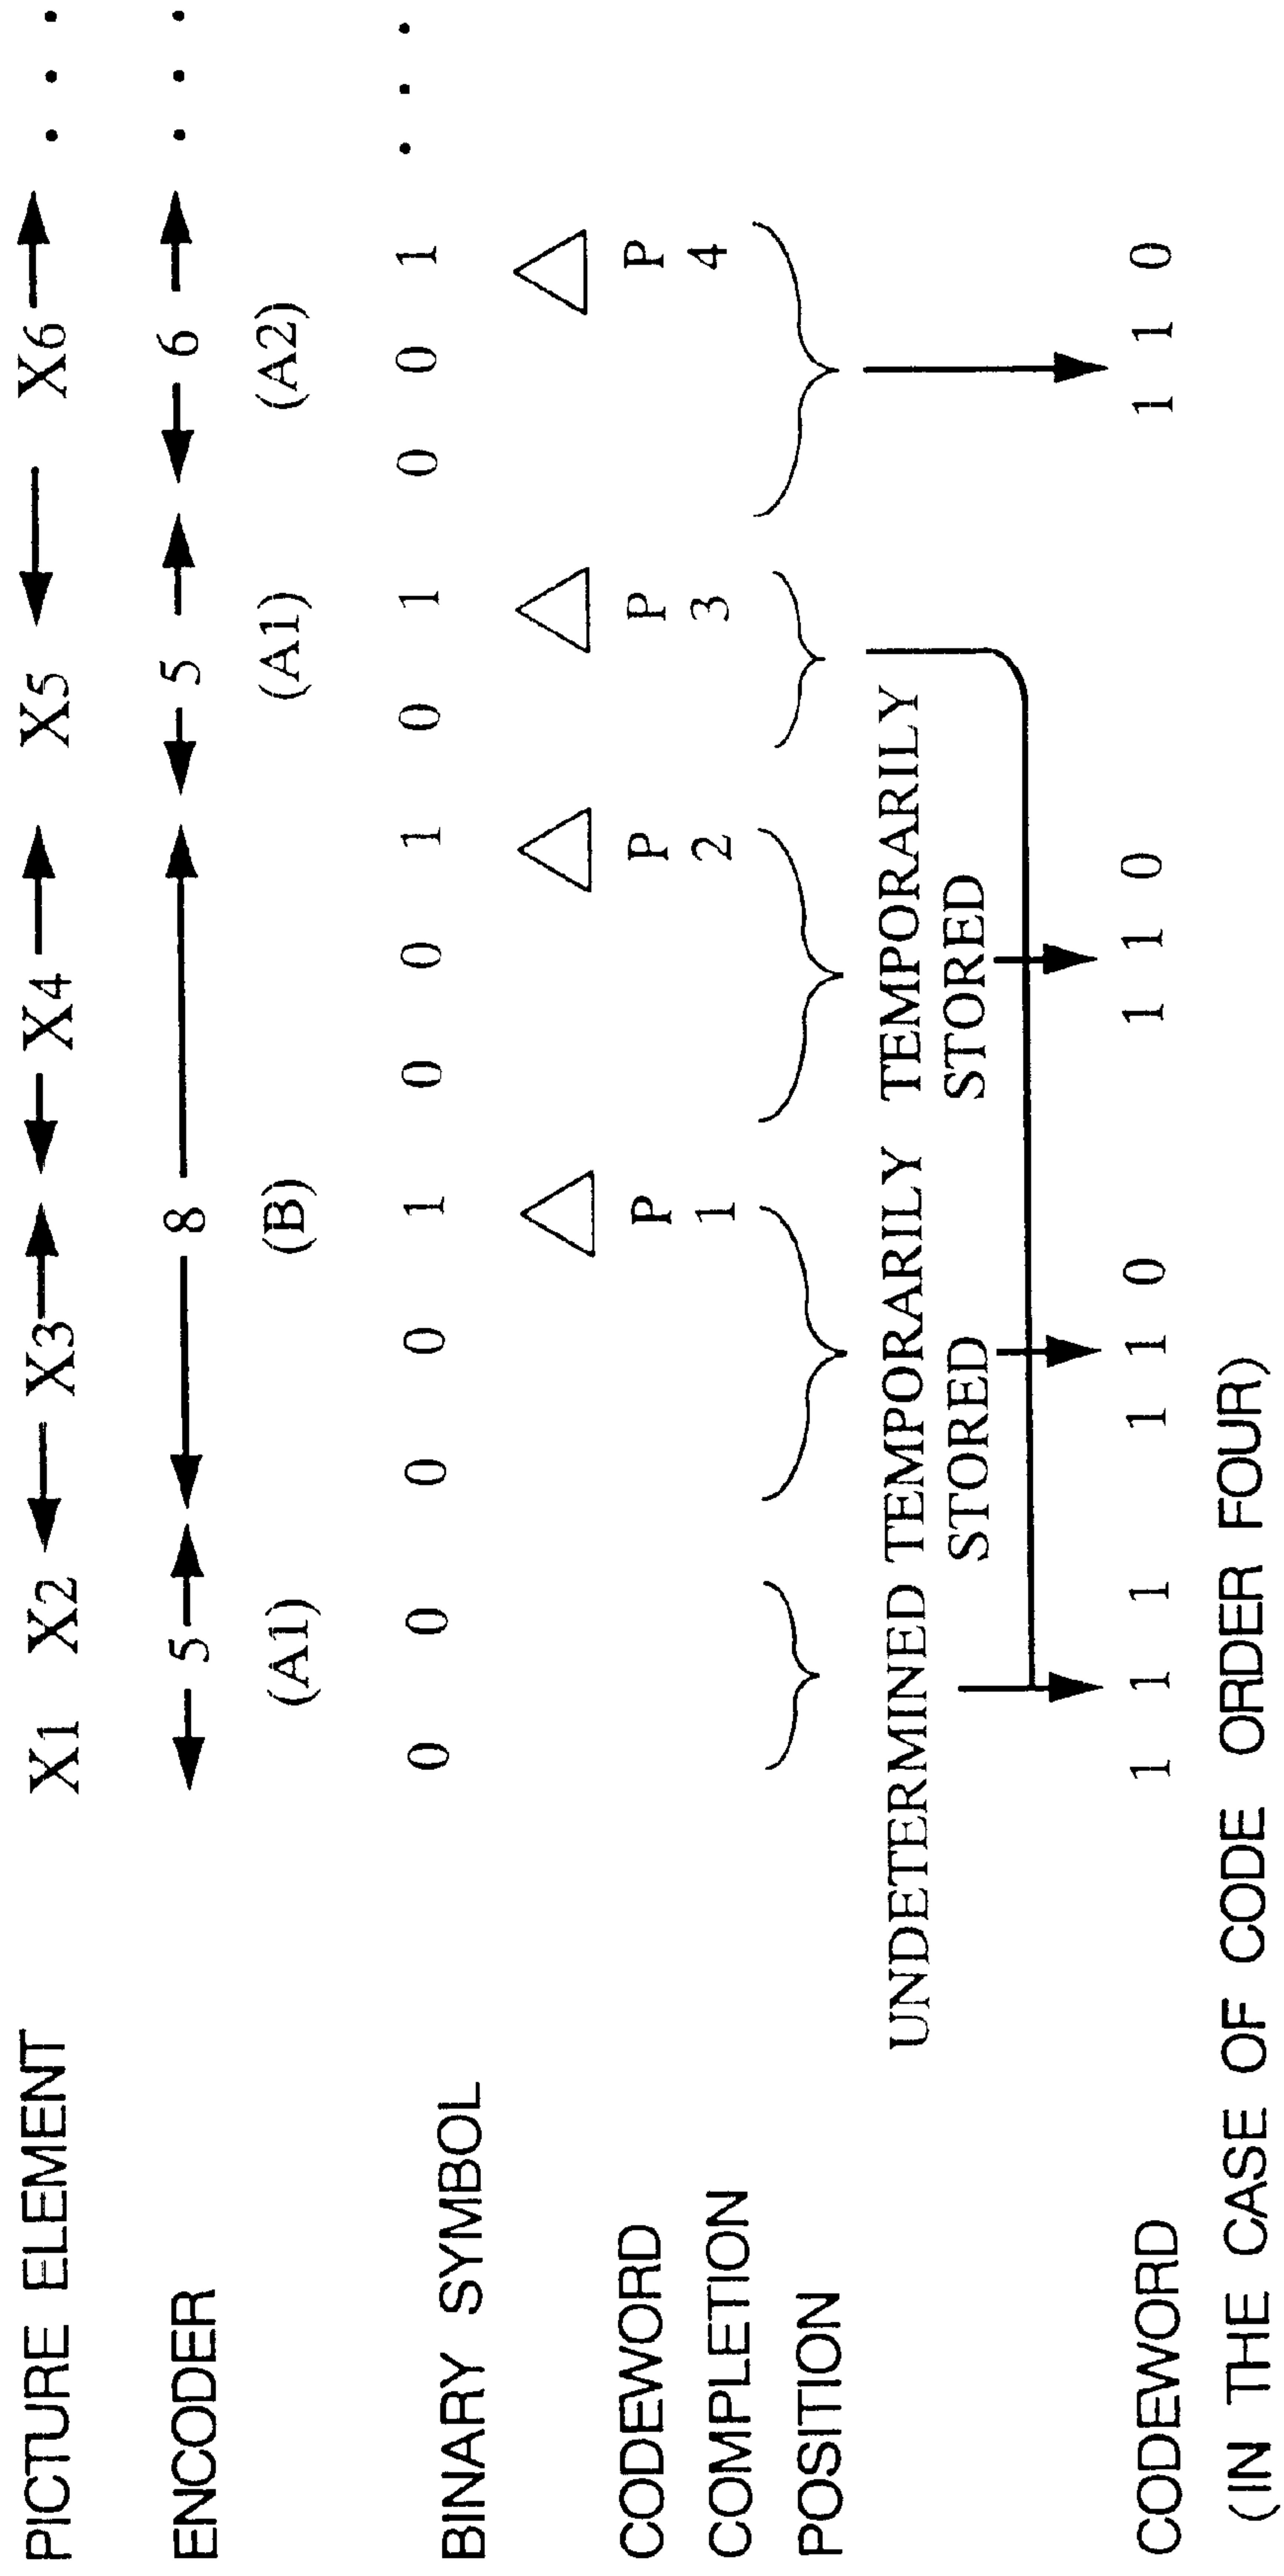 PICTURE ELEMENT X1 X2 X3 X4 X5 X6 . . .
ENCODER 5 8 5 6 . . .
(A1) (B) (A1) (A2)
BINARY SYMBOL 0 0 0 0 1 0 0 1 0 1 0 0 1 . . .
CODEWORD P P P P
COMPLETION 1 2 3 4
POSITION
UNDETERMINED TEMPORARILY TEMPORARILY
STORED STORED
CODEWORD 1 1 1 1 1 0 1 1 0 1 1 0
(IN THE CASE OF CODE ORDER FOUR)